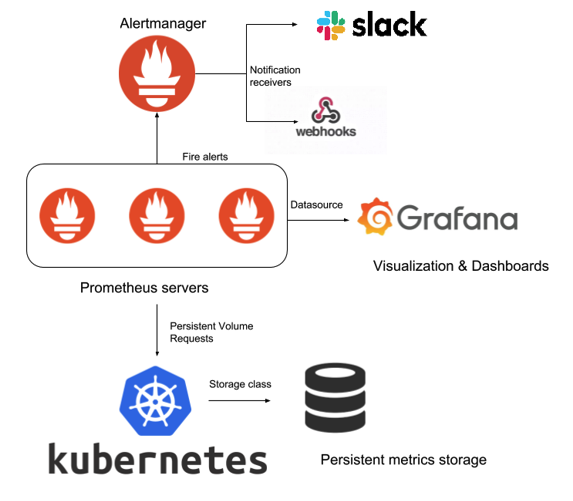 Alertmanager
slack
Notification
receivers
webhooks
Fire alerts
Datasource
Grafana
Visualization & Dashboards
Prometheus servers
Persistent Volume
Requests
Storage class
kubernetes
Persistent metrics storage